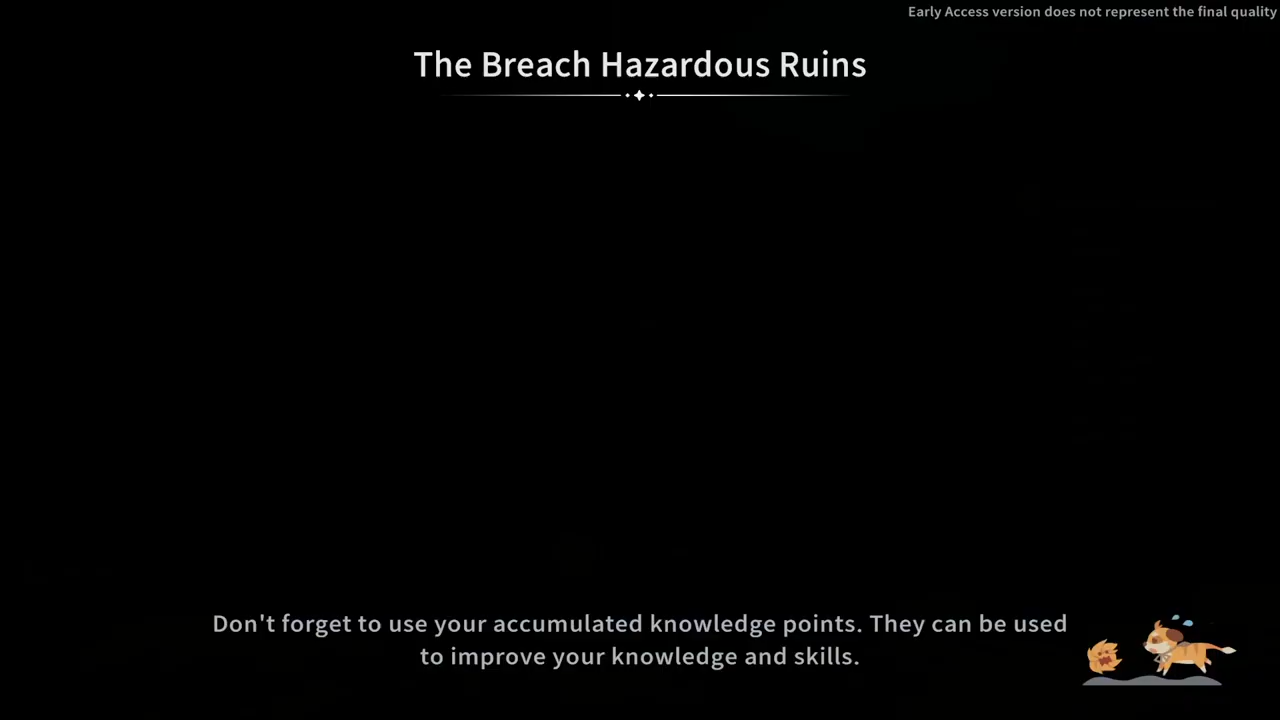 Early Access version does not represent the final quality
The Breach Hazardous Ruins
Don't forget to use your accumulated knowledge points. They can be used
to improve your knowledge and skills.